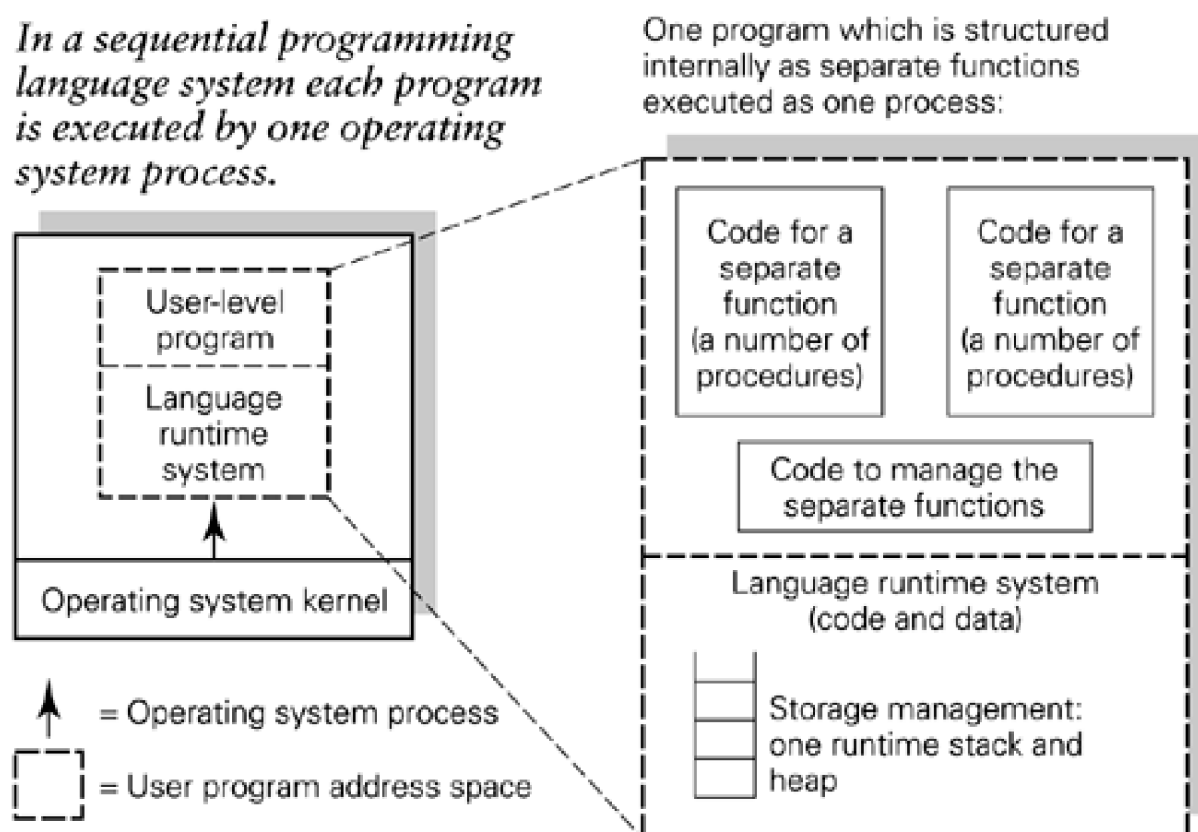 In a sequential programming
language system each program
is executed by one operating
system process.
One program which is structured
internally as separate functions
executed as one process:
User-level
program
Language
runtime
system
Operating system kernel
= Operating system process
= User program address space
Code for a
separate
function
(a number of
procedures)
Code for a
separate
function
(a number of
procedures)
Code to manage the
separate functions
Language runtime system
(code and data)
Storage management:
one runtime stack and
heap